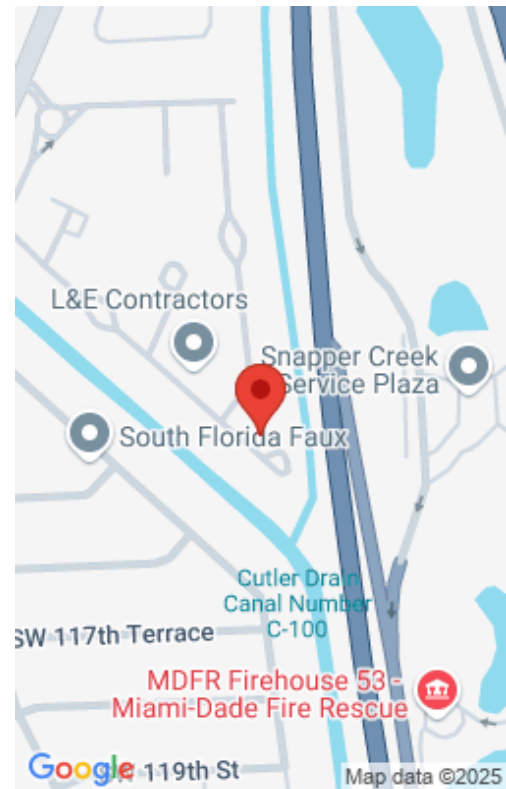 L&E Contractors
Snapper Creek
Service Plaza
South Florida Faux
Cutler Drain
Canal Number
C-100
SW 117th Terrace
MDFR Firehouse 53 -
Miami-Dade Fire Rescue
Google
119th St
Map data ©2025